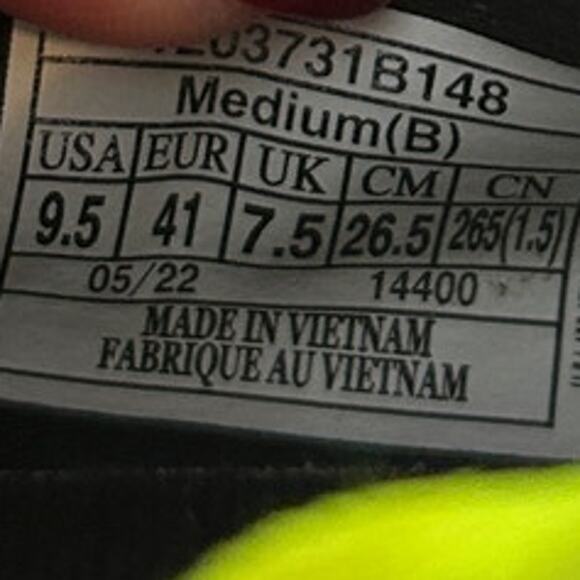 203731B148
Medium(B)
USA EUR UK CM CN
9.5 41 7.5 26.5 265(1.5)
05/22 14400
MADE IN VIETNAM
FABRIQUE AU VIETNAM